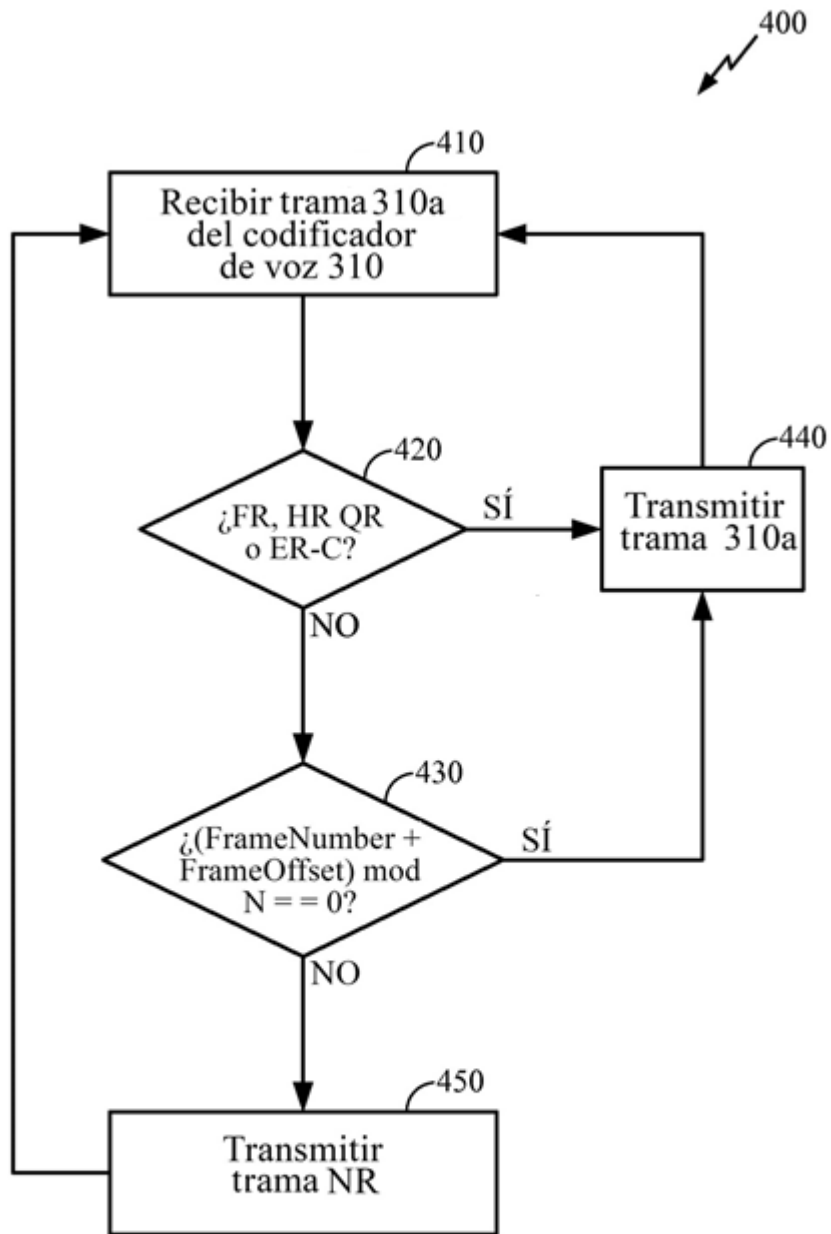 400
410
Recibir trama 310a
del codificador
de voz 310
420
¿FR, HR QR
o ER-C?
SÍ
NO
440
Transmitir
trama 310a
430
¿(FrameNumber +
FrameOffset) mod
N = = 0?
SÍ
NO
450
Transmitir
trama NR